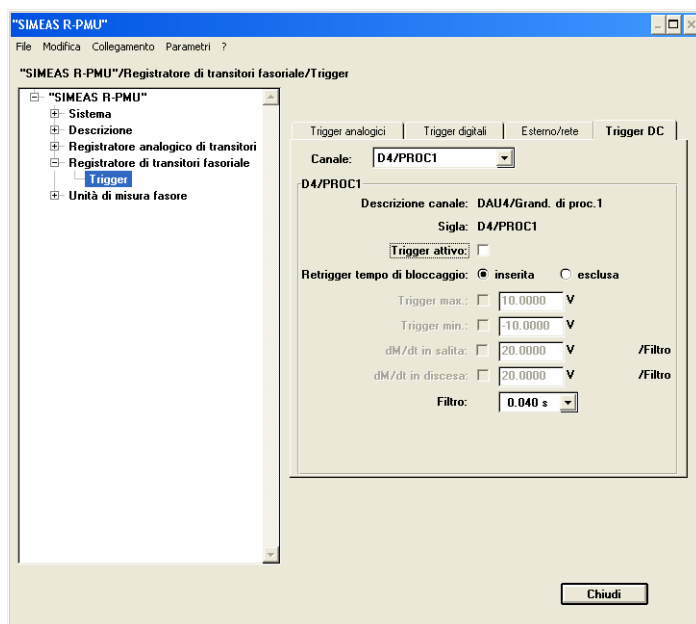 "SIMEAS R-PMU"
File Modifica Collegamento Parametri ?
"SIMEAS R-PMU"/Registratore di transitori fasoriale/Trigger
"SIMEAS R-PMU"
Sistema
Descrizione
Registratore analogico di transitori
Registratore di transitori fasoriale
Trigger
Unità di misura fasore
Trigger analogici Trigger digitali Esterno/rete Trigger DC
Canale: D4/PROC1
D4/PROC1
Descrizione canale: DAU4/Grand. di proc.1
Sigla: D4/PROC1
Trigger attivo:
Retrigger tempo di bloccaggio: inserita esclusa
Trigger max.: 10.0000 V
Trigger min.: -10.0000 V
dM/dt in salita: 20.0000 V /Filtro
dM/dt in discesa: 20.0000 V /Filtro
Filtro: 0.040 s
Chiudi